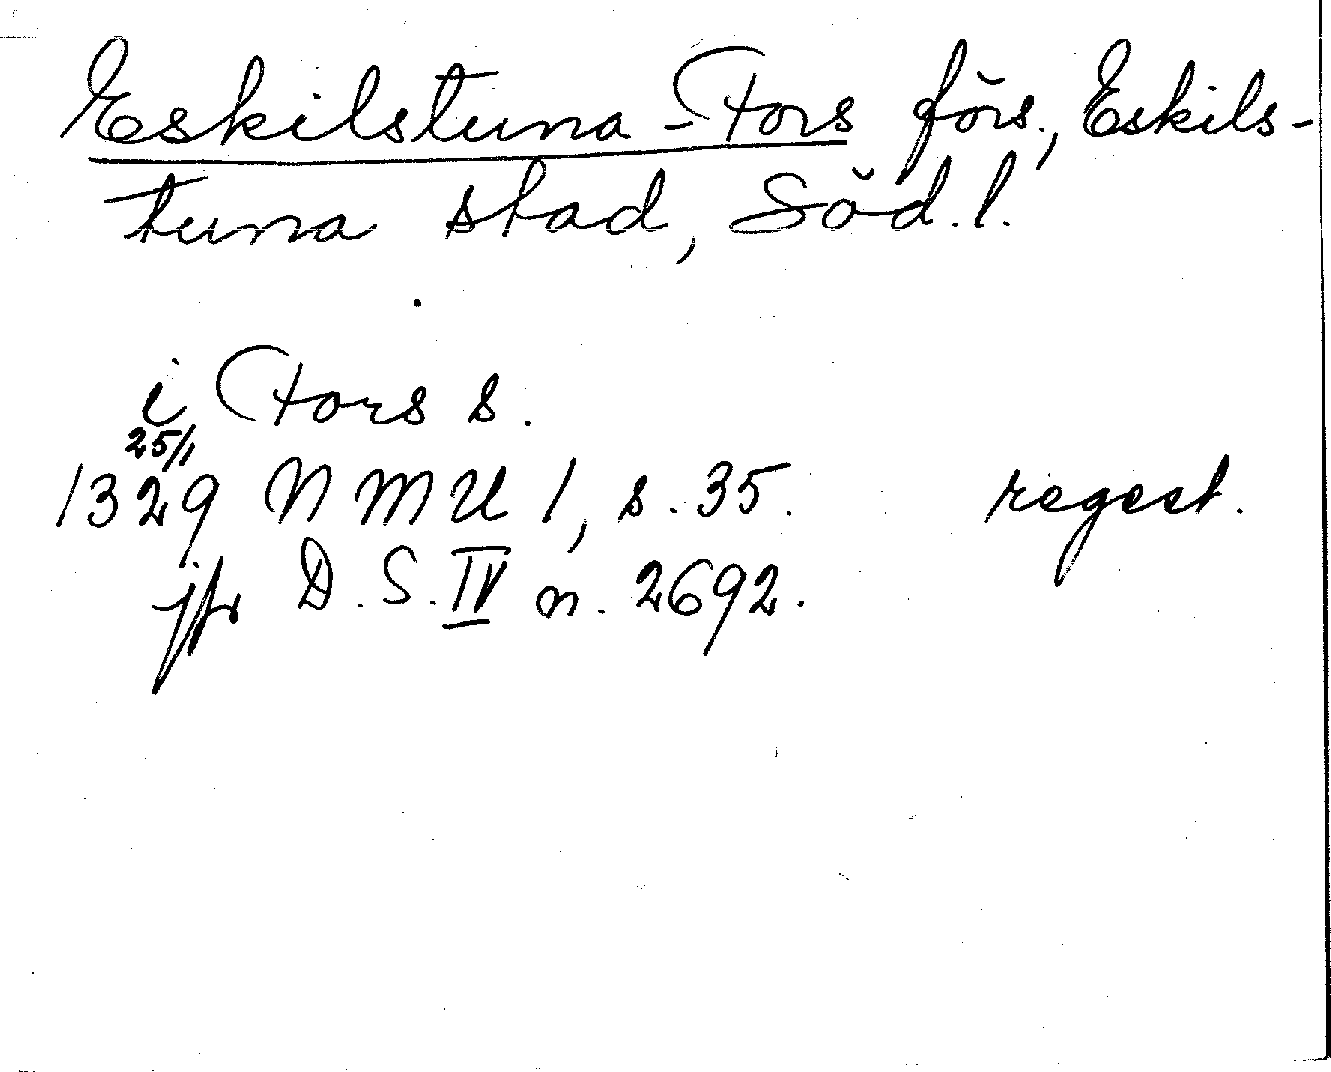 Eskilstuna-Fors förs., Eskils-
tuna stad, Söd.l.
i Fors s.
25/1
1329 NMU 1, s. 35. regest.
jfr D.S. IV n. 2692.